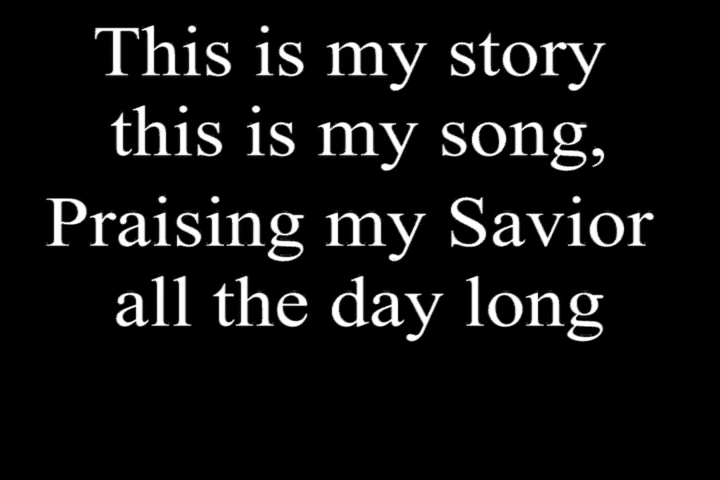 This is my story
this is my song,
Praising my Savior
all the day long